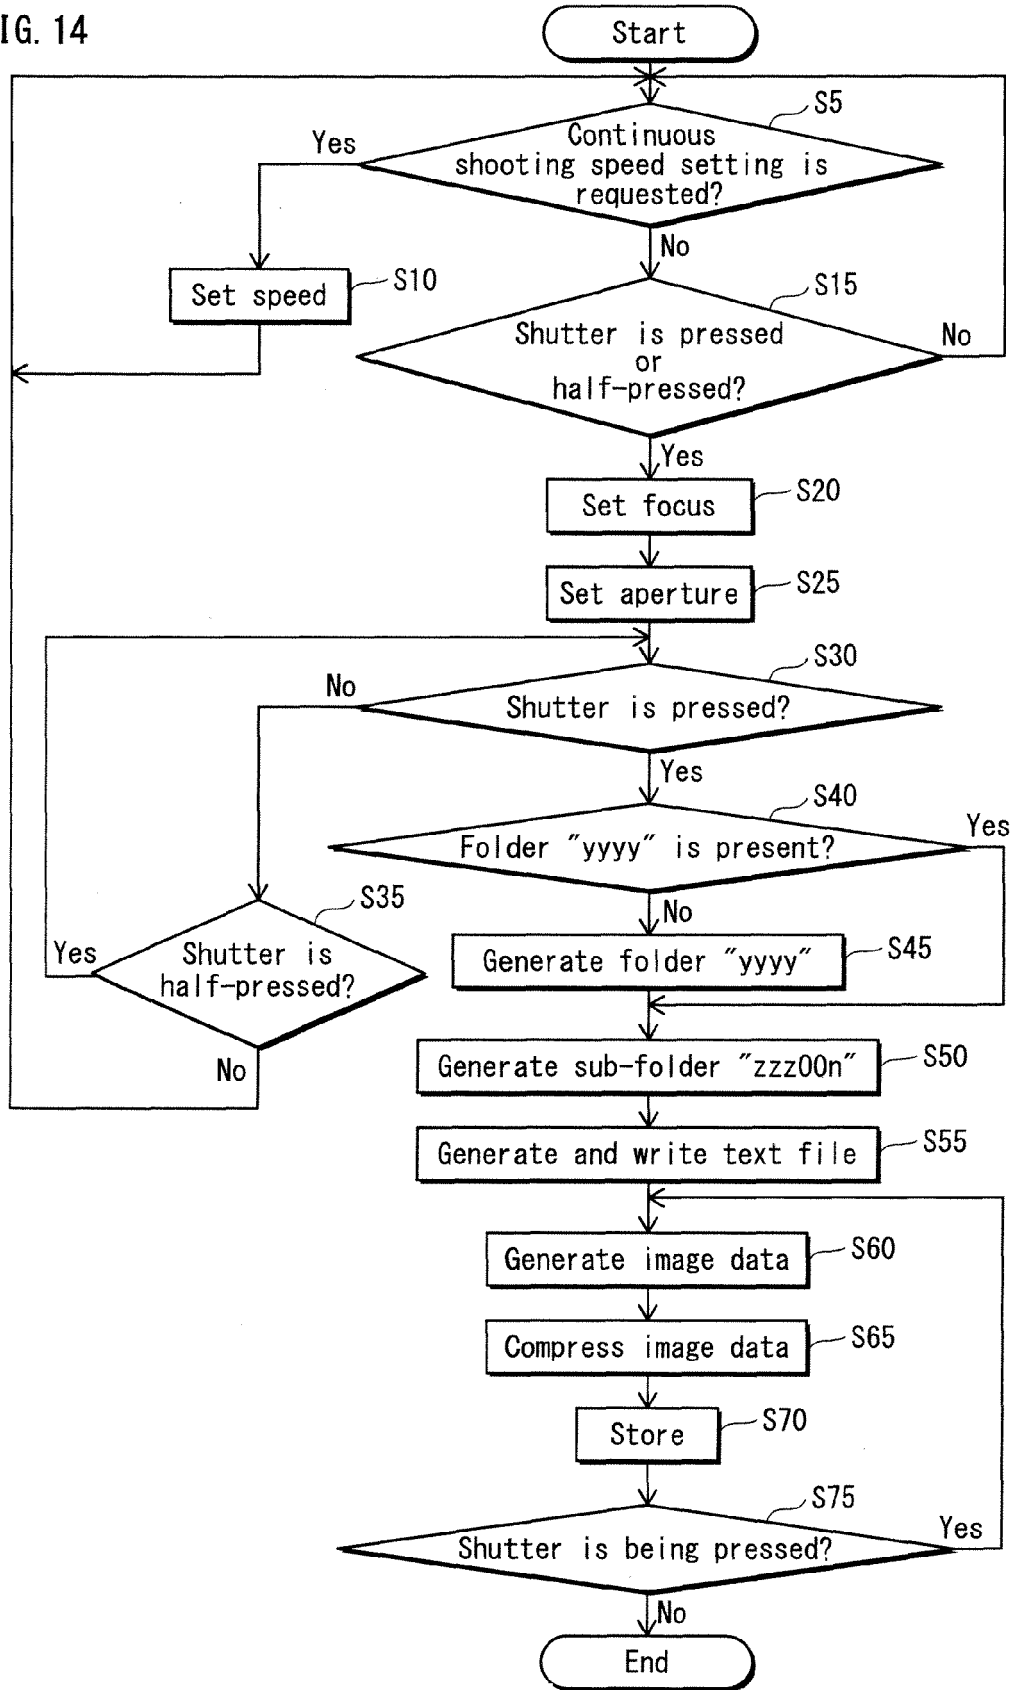 IG. 14
Start
S5
Yes
Continuous
shooting speed setting is
requested?
No
S10
Set speed
S15
Shutter is pressed
or
half-pressed?
No
Yes
S20
Set focus
S25
Set aperture
S30
No
Shutter is pressed?
Yes
S40
Yes
Folder "yyyy" is present?
S35
No
Yes
Shutter is
half-pressed?
S45
Generate folder "yyyy"
No
S50
Generate sub-folder "zzz00n"
S55
Generate and write text file
S60
Generate image data
S65
Compress image data
S70
Store
S75
Yes
Shutter is being pressed?
No
End